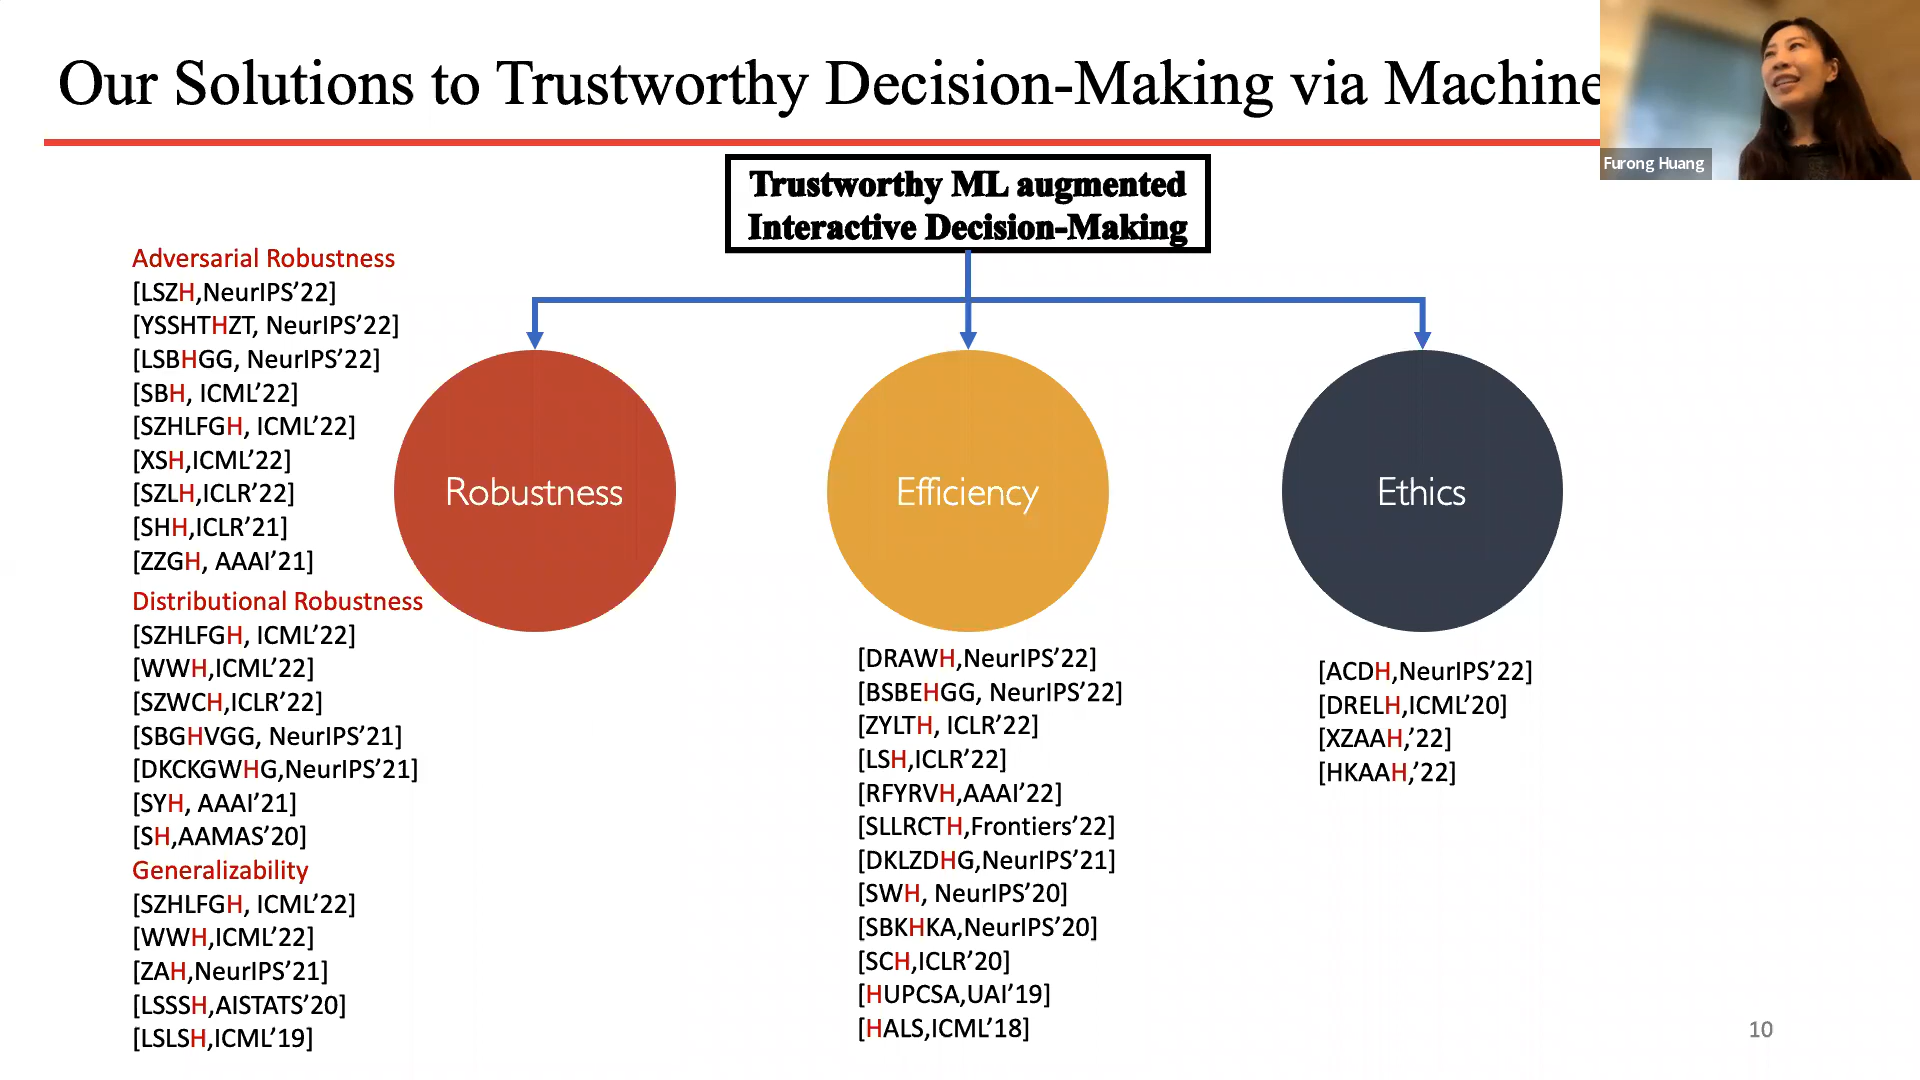 Our Solutions to Trustworthy Decision-Making via Machine
Furong Huang
Trustworthy ML augmented
Interactive Decision-Making
Adversarial Robustness
[LSZH,NeurIPS’22]
[YSSHTHZT, NeurIPS’22]
[LSBHGG, NeurIPS’22]
[SBH, ICML’22]
[SZHLFGH, ICML’22]
[XSH,ICML’22]
[SZLH,ICLR’22]
[SHH,ICLR’21]
[ZZGH, AAAI’21]
Distributional Robustness
[SZHLFGH, ICML’22]
[WWH,ICML’22]
[SZWCH,ICLR’22]
[SBGHVGG, NeurIPS’21]
[DKCKGWHG,NeurIPS’21]
[SYH, AAAI’21]
[SH,AAMAS’20]
Generalizability
[SZHLFGH, ICML’22]
[WWH,ICML’22]
[ZAH,NeurIPS’21]
[LSSSH,AISTATS’20]
[LSLSH,ICML’19]
Robustness
Efficiency
[DRAWH,NeurIPS’22]
[BSBEHGG, NeurIPS’22]
[ZYLTH, ICLR’22]
[LSH,ICLR’22]
[RFYRVH,AAAI’22]
[SLLRCTH,Frontiers’22]
[DKLZDHG,NeurIPS’21]
[SWH, NeurIPS’20]
[SBKHKA,NeurIPS’20]
[SCH,ICLR’20]
[HUPCSA,UAI’19]
[HALS,ICML’18]
Ethics
[ACDH,NeurIPS’22]
[DRELH,ICML’20]
[XZAAH,’22]
[HKAAH,’22]
10